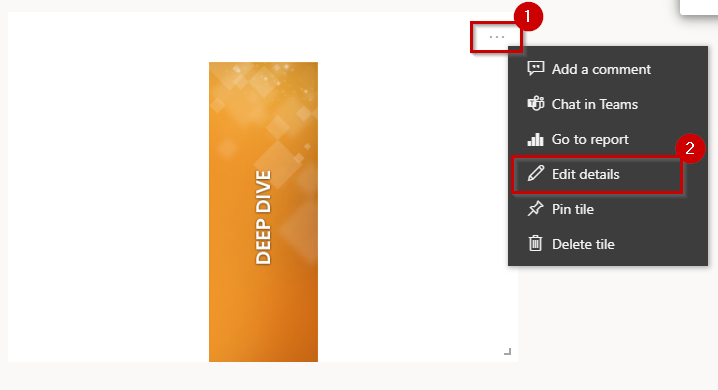 1
...
Add a comment
Chat in Teams
Go to report
2
Edit details
Pin tile
Delete tile
DEEP DIVE